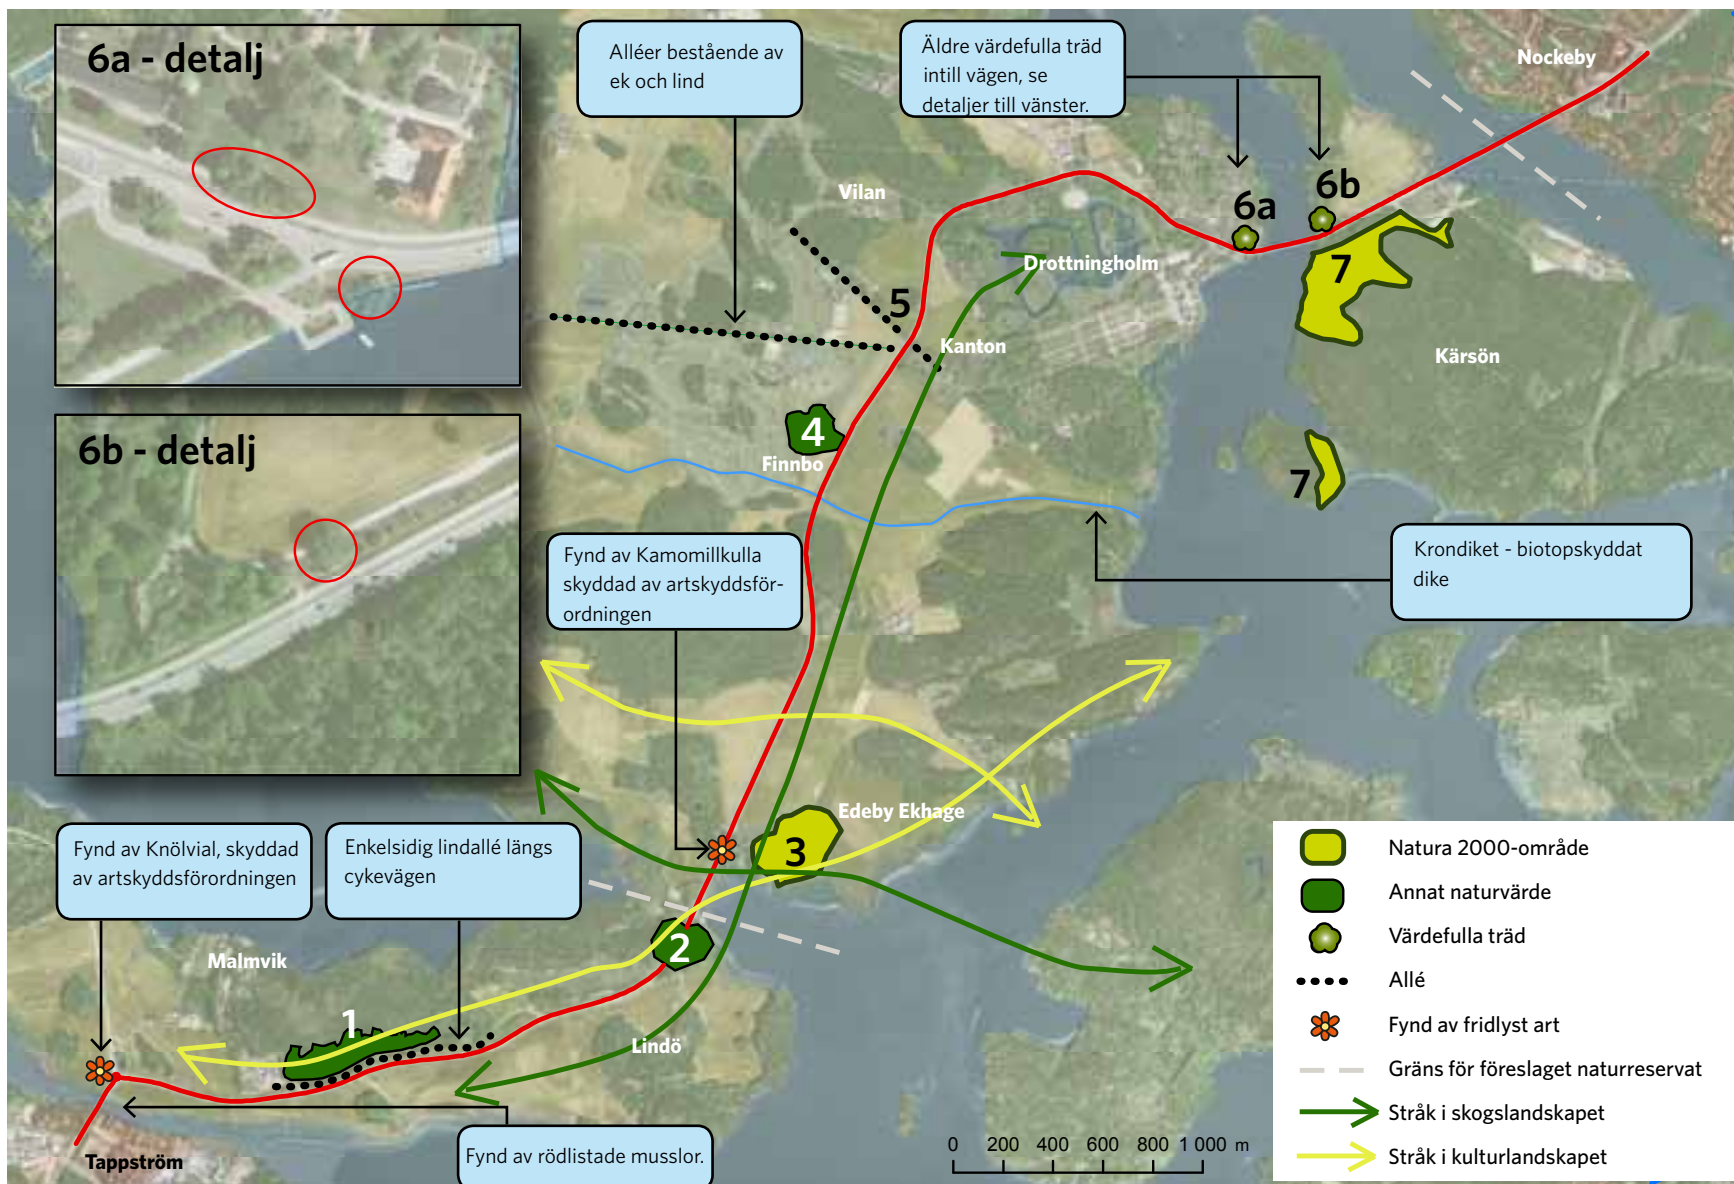 6a - detalj
Alléer bestående av
ek och lind
Äldre värdefulla träd
intill vägen, se
detaljer till vänster.
Nockeby
Vilan
6a
6b
Drottningholm
7
5
Kanton
Kärsön
6b - detalj
4
Finnbo
7
Fynd av Kamomillkulla
skyddad av artskyddsför-
ordningen
Krondiket - biotopskyddat
dike
Edeby Ekhage
3
Fynd av Knölvial, skyddad
av artskyddsförordningen
Enkelsidig lindallé längs
cykevägen
2
Malmvik
1
Lindö
Fynd av rödlistade musslor.
Tappström
0 200 400 600 800 1 000 m
Natura 2000-område
Annat naturvärde
Värdefulla träd
Allé
Fynd av fridlyst art
Gräns för föreslaget naturreservat
Stråk i skogslandskapet
Stråk i kulturlandskapet